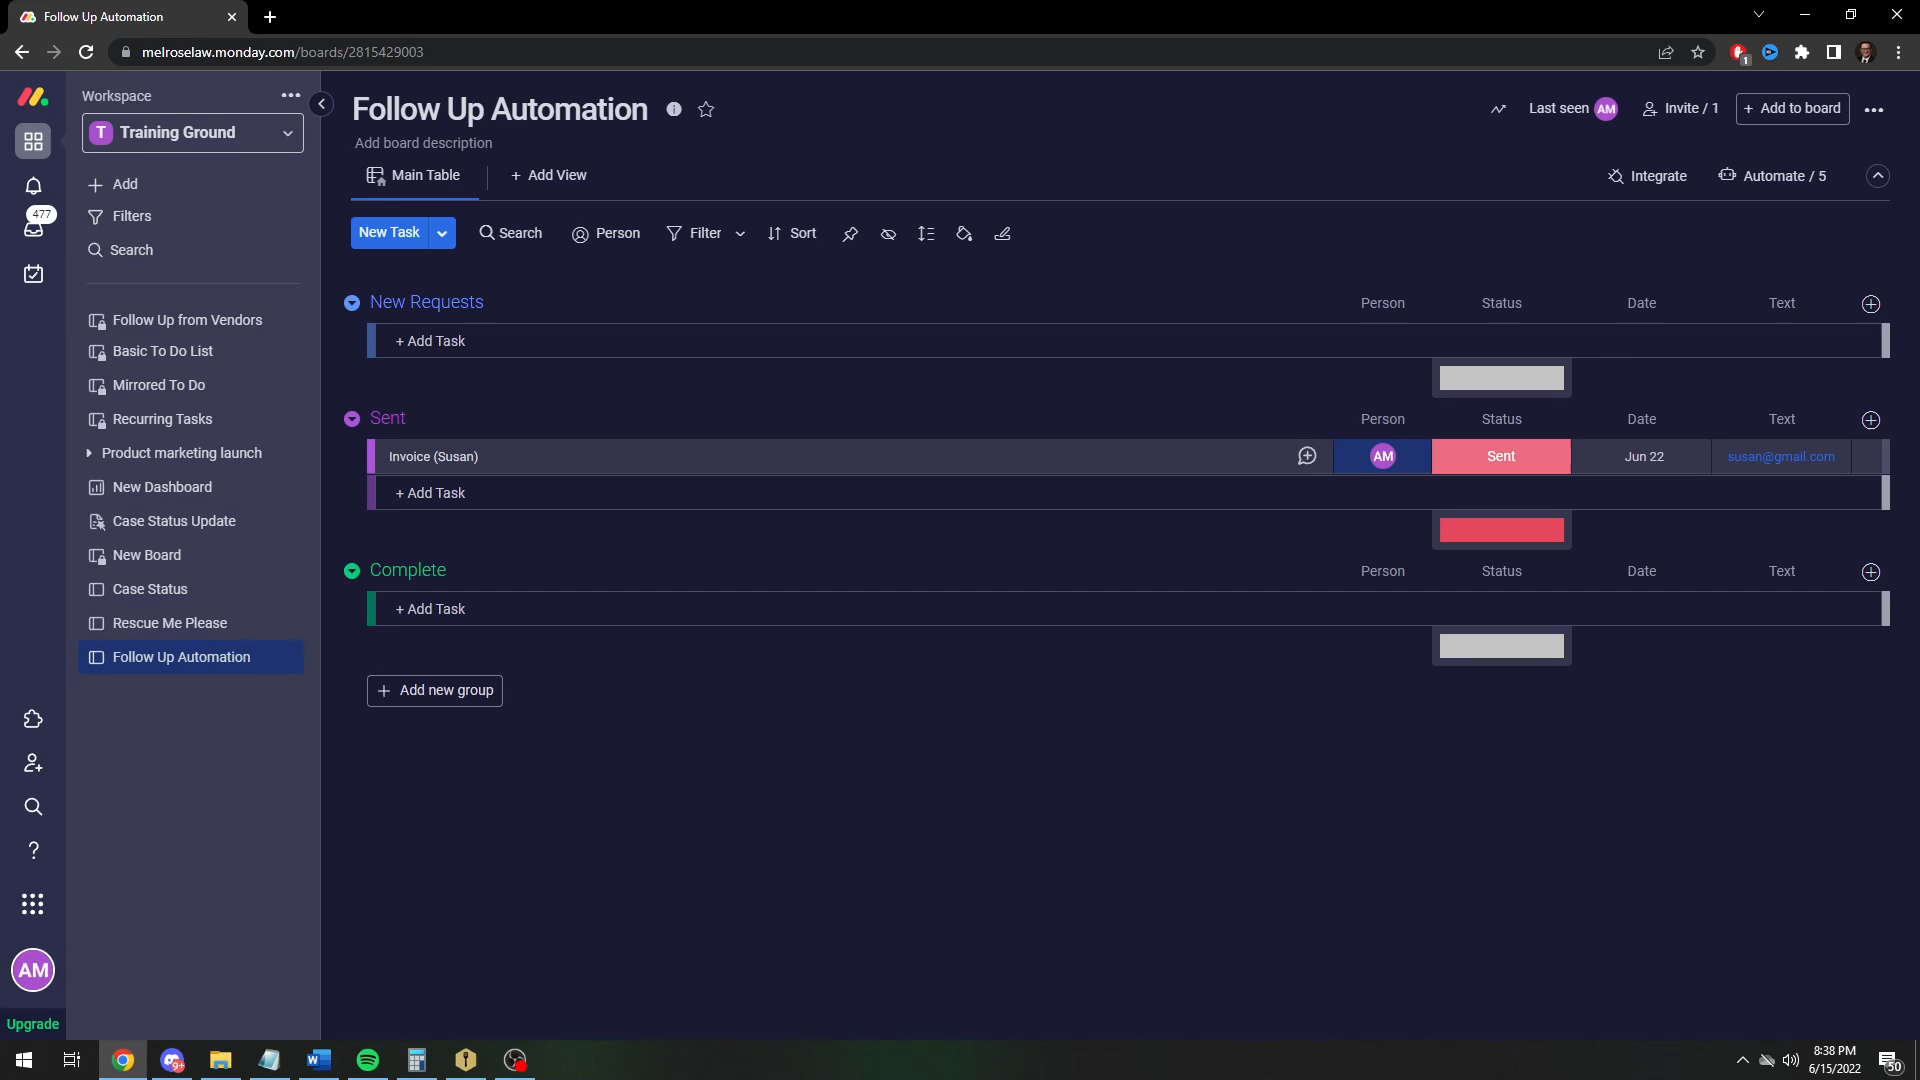 Follow Up Automation
melroselaw.monday.com/boards/2815429003
1
Workspace
T Training Ground
Add
Filters
Search
477
Follow Up from Vendors
Basic To Do List
Mirrored To Do
Recurring Tasks
Product marketing launch
New Dashboard
Case Status Update
New Board
Case Status
Rescue Me Please
Follow Up Automation
AM
Upgrade
Follow Up Automation
Last seen AM
Invite / 1
+ Add to board
Add board description
Main Table
+ Add View
Integrate
Automate / 5
New Task
Search
Person
Filter
Sort
New Requests Person Status Date Text
+ Add Task
Sent Person Status Date Text
Invoice (Susan) AM Sent Jun 22 susan@gmail.com
+ Add Task
Complete Person Status Date Text
+ Add Task
+ Add new group
9+
W
8:38 PM
6/15/2022
50